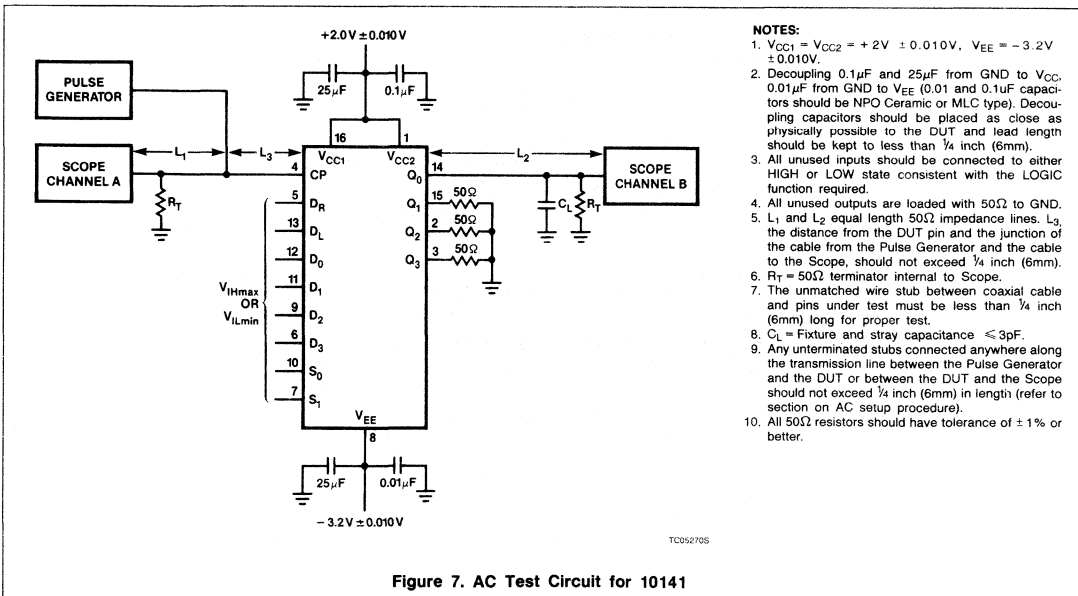 +2.0V ± 0.010V
25μF
0.1μF
PULSE
GENERATOR
SCOPE
CHANNEL A
L1
L3
RT
16
1
VCC1
VCC2
4
CP
5
DR
13
DL
12
D0
11
D1
9
D2
6
D3
10
S0
7
S1
VIHmax
OR
VILmin
Q0
14
Q1
15
50Ω
Q2
2
50Ω
Q3
3
50Ω
L2
CL
RT
SCOPE
CHANNEL B
VEE
8
25μF
0.01μF
− 3.2V ± 0.010V
TC05270S
NOTES:
1. VCC1 = VCC2 = + 2V ± 0.010V, VEE = − 3.2V
± 0.010V.
2. Decoupling 0.1μF and 25μF from GND to VCC,
0.01μF from GND to VEE (0.01 and 0.1uF capaci-
tors should be NPO Ceramic or MLC type). Decou-
pling capacitors should be placed as close as
physically possible to the DUT and lead length
should be kept to less than 1/4 inch (6mm).
3. All unused inputs should be connected to either
HIGH or LOW state consistent with the LOGIC
function required.
4. All unused outputs are loaded with 50Ω to GND.
5. L1 and L2 equal length 50Ω impedance lines. L3,
the distance from the DUT pin and the junction of
the cable from the Pulse Generator and the cable
to the Scope, should not exceed 1/4 inch (6mm).
6. RT = 50Ω terminator internal to Scope.
7. The unmatched wire stub between coaxial cable
and pins under test must be less than 1/4 inch
(6mm) long for proper test.
8. CL = Fixture and stray capacitance ≤ 3pF.
9. Any unterminated stubs connected anywhere along
the transmission line between the Pulse Generator
and the DUT or between the DUT and the Scope
should not exceed 1/4 inch (6mm) in length (refer to
section on AC setup procedure).
10. All 50Ω resistors should have tolerance of ± 1% or
better.
Figure 7. AC Test Circuit for 10141